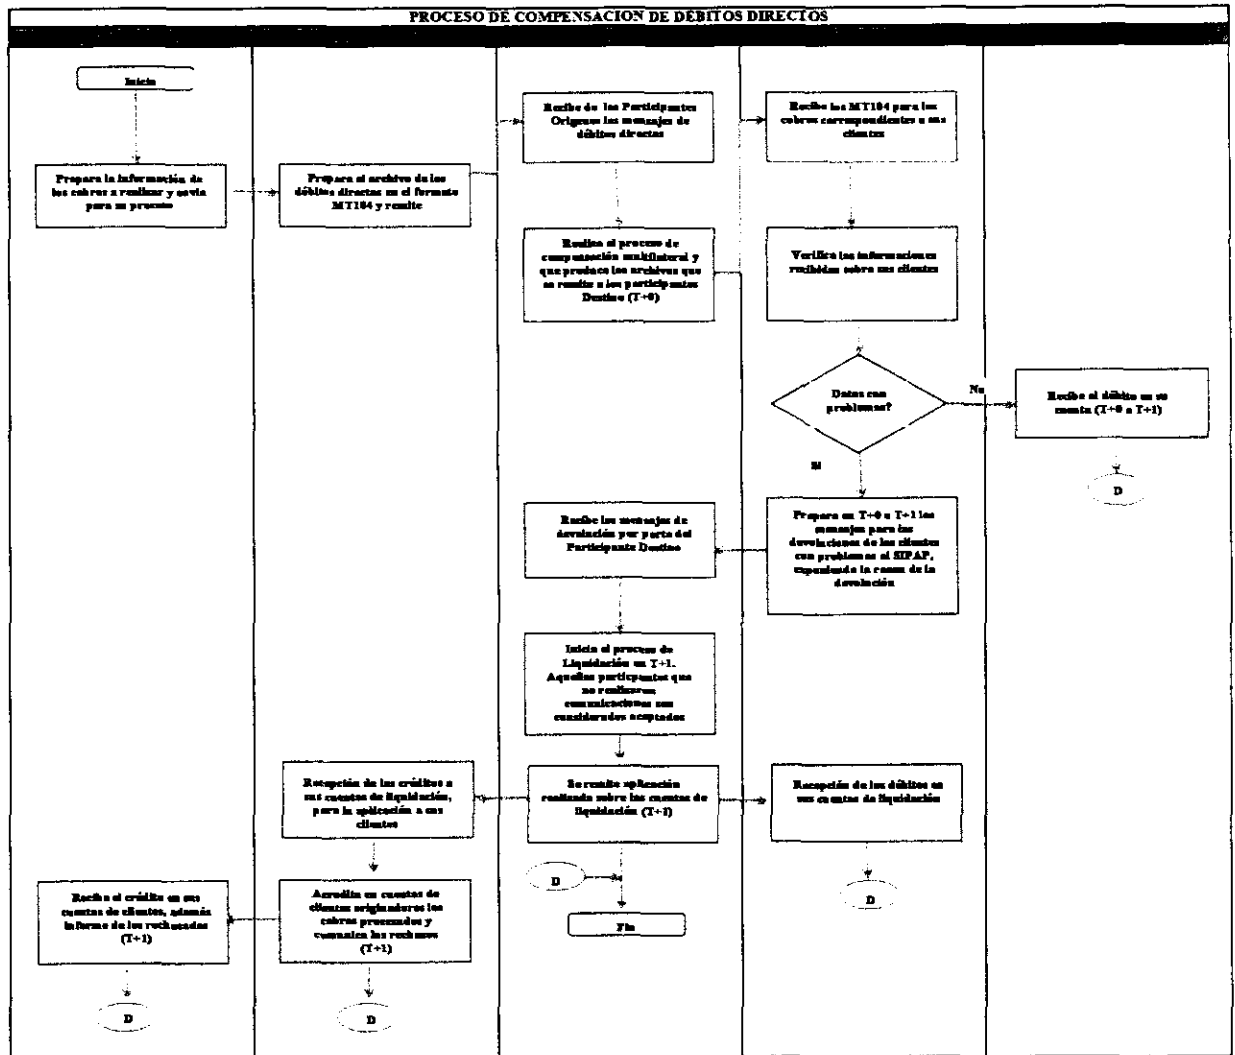 PROCESO DE COMPENSACION DE DÉBITOS DIRECTOS
Inicio
Prepara la información de
los cobros a realizar y envía
para su proceso
Prepara el archivo de los
débitos directos en el formato
MT104 y remite
Recibe de los Participantes
Orígenes los mensajes de
débitos directos
Recibe los MT104 para los
cobros correspondientes a sus
clientes
Realiza el proceso de
compensación multilateral y
que produce los archivos que
se remite a los participantes
Destino (T+0)
Verifica las informaciones
recibidas sobre sus clientes
Datos con
problemas?
No
Recibe el débito en su
cuenta (T+0 o T+1)
D
Si
Prepara en T+0 o T+1 los
mensajes para las
devoluciones de los clientes
con problemas al SIPAP,
exponiendo la causa de la
devolución
Recibe los mensajes de
devolución por parte del
Participante Destino
Inicia el proceso de
Liquidación en T+1.
Aquellos participantes que
no realizaron
comunicaciones son
considerados aceptados
Se remite aplicación
realizada sobre las cuentas de
liquidación (T+1)
Recepción de los créditos a
sus cuentas de liquidación,
para la aplicación a sus
clientes
Recepción de los débitos en
sus cuentas de liquidación
D
D
Fin
Acredita en cuentas de
clientes originadores los
cobros procesados y
comunica los rechazos
(T+1)
Recibe el crédito en sus
cuentas de clientes, además
informe de los rechazados
(T+1)
D
D